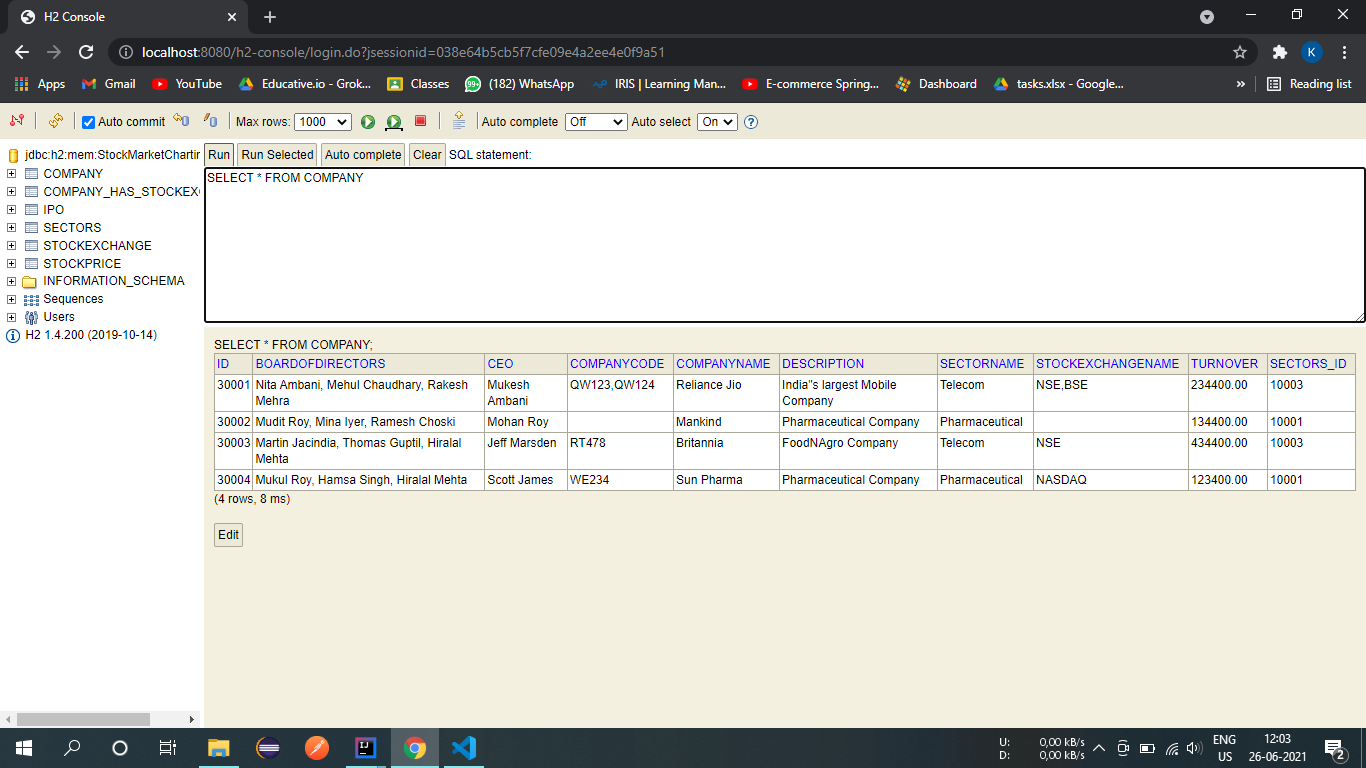 H2 Console
localhost:8080/h2-console/login.do?jsessionid=038e64b5cb5f7cfe09e4a2ee4e0f9a51
K
Apps Gmail YouTube Educative.io - Grok... Classes 99+ (182) WhatsApp IRIS | Learning Man... E-commerce Spring... Dashboard tasks.xlsx - Google... » Reading list
Auto commit Max rows: 1000 Auto complete Off Auto select On ?
jdbc:h2:mem:StockMarketChartin
COMPANY
COMPANY_HAS_STOCKEX
IPO
SECTORS
STOCKEXCHANGE
STOCKPRICE
INFORMATION_SCHEMA
Sequences
Users
H2 1.4.200 (2019-10-14)
Run Run Selected Auto complete Clear SQL statement:
SELECT * FROM COMPANY
SELECT * FROM COMPANY;
ID BOARDOFDIRECTORS CEO COMPANYCODE COMPANYNAME DESCRIPTION SECTORNAME STOCKEXCHANGENAME TURNOVER SECTORS_ID
30001 Nita Ambani, Mehul Chaudhary, Rakesh Mukesh QW123,QW124 Reliance Jio India"s largest Mobile Telecom NSE,BSE 234400.00 10003
Mehra Ambani Company
30002 Mudit Roy, Mina Iyer, Ramesh Choski Mohan Roy Mankind Pharmaceutical Company Pharmaceutical 134400.00 10001
30003 Martin Jacindia, Thomas Guptil, Hiralal Jeff Marsden RT478 Britannia FoodNAgro Company Telecom NSE 434400.00 10003
Mehta
30004 Mukul Roy, Hamsa Singh, Hiralal Mehta Scott James WE234 Sun Pharma Pharmaceutical Company Pharmaceutical NASDAQ 123400.00 10001
(4 rows, 8 ms)
Edit
U: 0,00 kB/s
D: 0,00 kB/s
ENG
US
12:03
26-06-2021
2